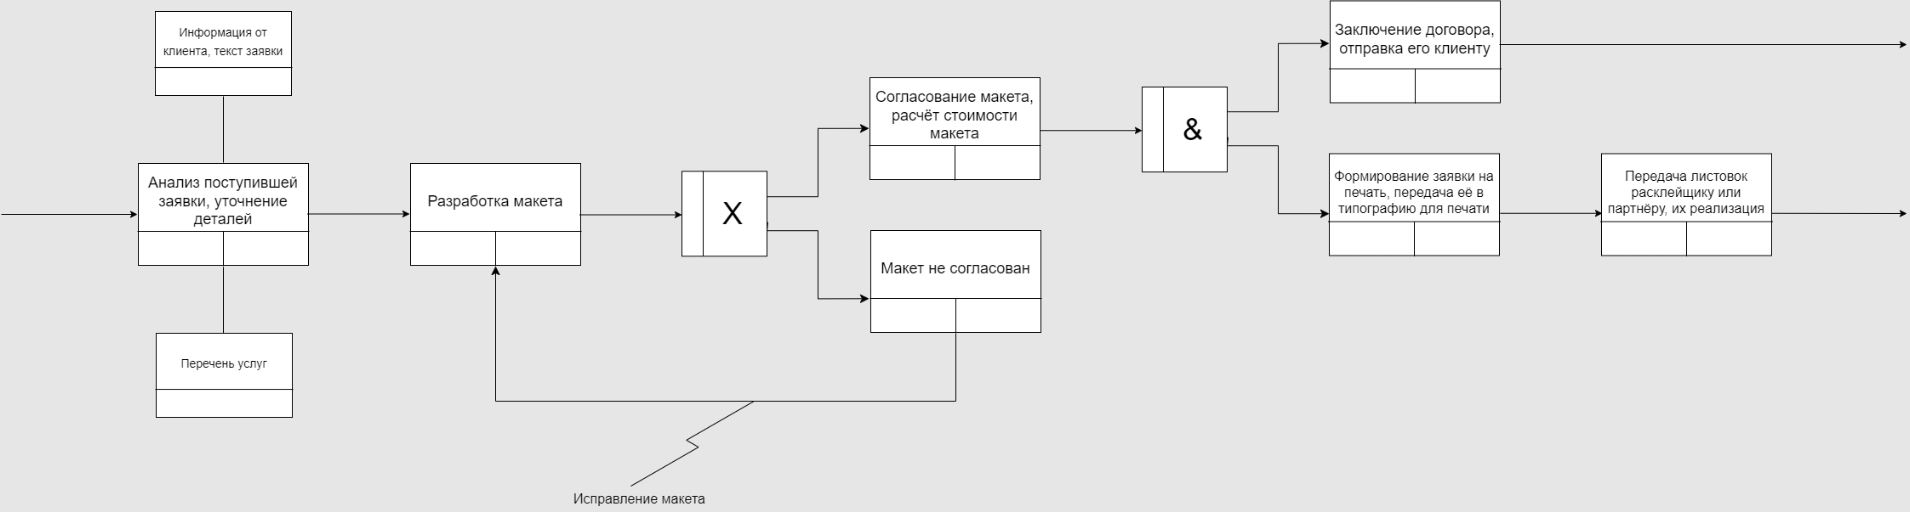 Информация от
клиента, текст заявки
Анализ поступившей
заявки, уточнение
деталей
Перечень услуг
Разработка макета
X
Согласование макета,
расчёт стоимости
макета
Макет не согласован
Исправление макета
&
Заключение договора,
отправка его клиенту
Формирование заявки на
печать, передача её в
типографию для печати
Передача листовок
расклейщику или
партнёру, их реализация